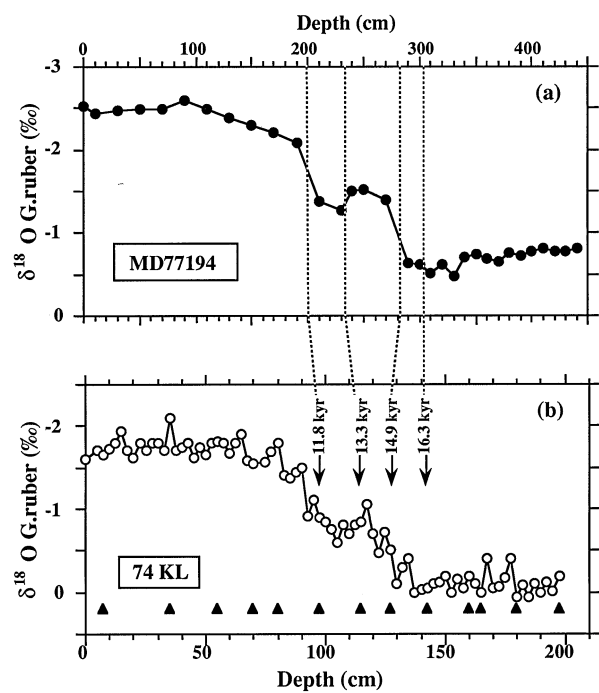 Depth (cm)
0 100 200 300 400
-3
-2
-1
0
δ18 O G.ruber (‰)
(a)
MD77194
11.8 kyr
13.3 kyr
14.9 kyr
16.3 kyr
(b)
-2
-1
0
δ18 O G.ruber (‰)
74 KL
0 50 100 150 200
Depth (cm)